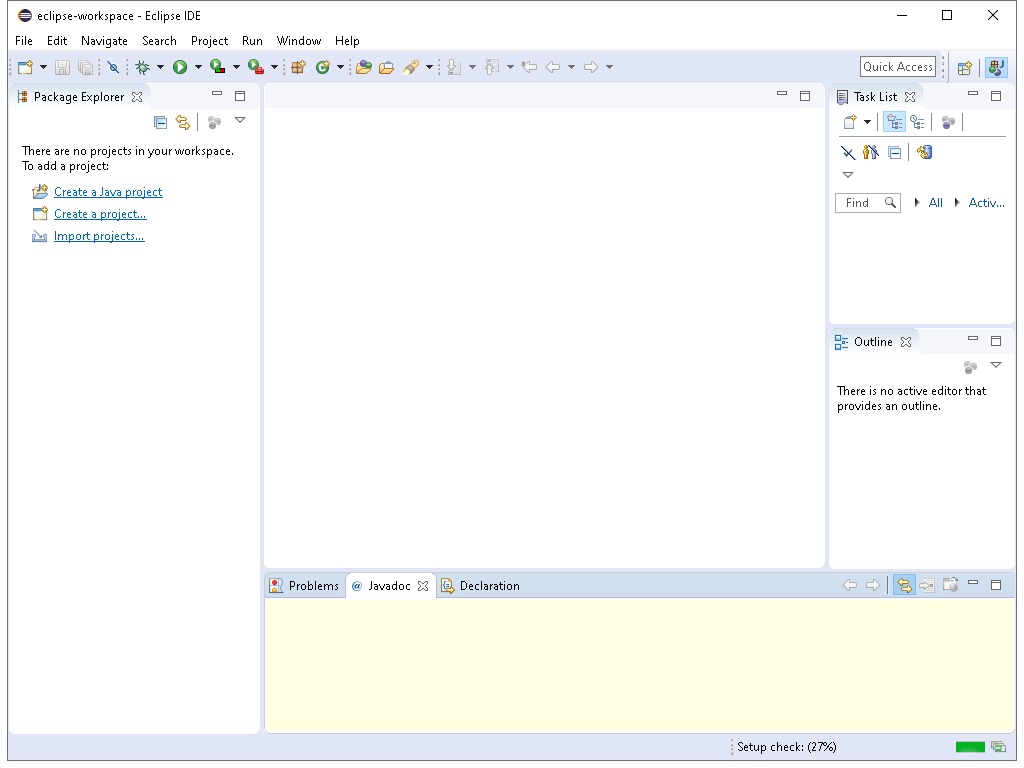 eclipse-workspace - Eclipse IDE
File Edit Navigate Search Project Run Window Help
Quick Access
Package Explorer
There are no projects in your workspace.
To add a project:
Create a Java project
Create a project...
Import projects...
Task List
Find All Activ...
Outline
There is no active editor that
provides an outline.
Problems @ Javadoc Declaration
Setup check: (27%)